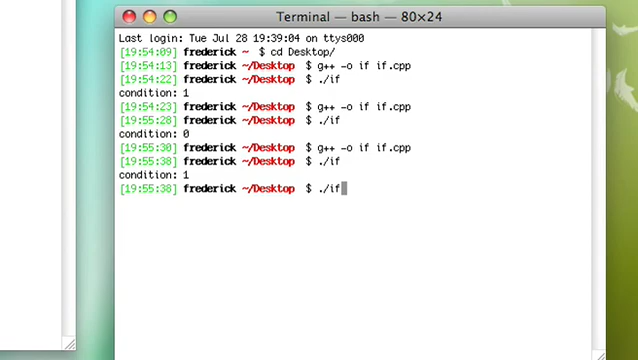 Terminal — bash — 80×24
Last login: Tue Jul 28 19:39:04 on ttys000
[19:54:09] frederick ~ $ cd Desktop/
[19:54:13] frederick ~/Desktop $ g++ -o if if.cpp
[19:54:22] frederick ~/Desktop $ ./if
condition: 1
[19:54:23] frederick ~/Desktop $ g++ -o if if.cpp
[19:55:28] frederick ~/Desktop $ ./if
condition: 0
[19:55:30] frederick ~/Desktop $ g++ -o if if.cpp
[19:55:38] frederick ~/Desktop $ ./if
condition: 1
[19:55:38] frederick ~/Desktop $ ./if